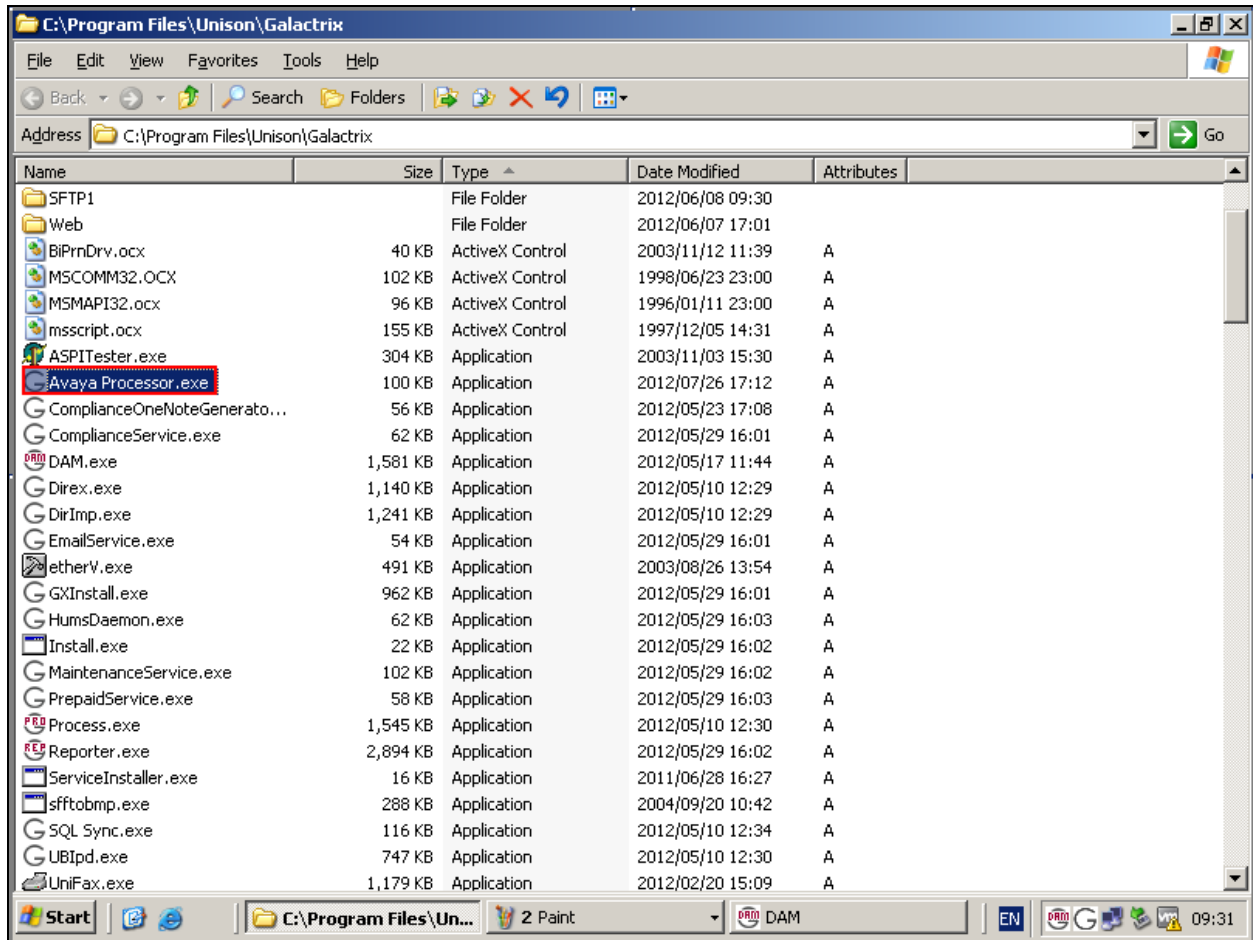 C:\Program Files\Unison\Galactrix
File Edit View Favorites Tools Help
Back Search Folders
Address C:\Program Files\Unison\Galactrix Go
Name Size Type Date Modified Attributes
SFTP1 File Folder 2012/06/08 09:30
Web File Folder 2012/06/07 17:01
BiPrnDrv.ocx 40 KB ActiveX Control 2003/11/12 11:39 A
MSCOMM32.OCX 102 KB ActiveX Control 1998/06/23 23:00 A
MSMAPI32.ocx 96 KB ActiveX Control 1996/01/11 23:00 A
msscript.ocx 155 KB ActiveX Control 1997/12/05 14:31 A
ASPITester.exe 304 KB Application 2003/11/03 15:30 A
Avaya Processor.exe 100 KB Application 2012/07/26 17:12 A
ComplianceOneNoteGenerato... 56 KB Application 2012/05/23 17:08 A
ComplianceService.exe 62 KB Application 2012/05/29 16:01 A
DAM.exe 1,581 KB Application 2012/05/17 11:44 A
Direx.exe 1,140 KB Application 2012/05/10 12:29 A
DirImp.exe 1,241 KB Application 2012/05/10 12:29 A
EmailService.exe 54 KB Application 2012/05/29 16:01 A
etherV.exe 491 KB Application 2003/08/26 13:54 A
GXInstall.exe 962 KB Application 2012/05/29 16:01 A
HumsDaemon.exe 62 KB Application 2012/05/29 16:03 A
Install.exe 22 KB Application 2012/05/29 16:02 A
MaintenanceService.exe 102 KB Application 2012/05/29 16:02 A
PrepaidService.exe 58 KB Application 2012/05/29 16:03 A
Process.exe 1,545 KB Application 2012/05/10 12:30 A
Reporter.exe 2,894 KB Application 2012/05/29 16:02 A
ServiceInstaller.exe 16 KB Application 2011/06/28 16:27 A
sfftobmp.exe 288 KB Application 2004/09/20 10:42 A
SQL Sync.exe 116 KB Application 2012/05/10 12:34 A
UBIpd.exe 747 KB Application 2012/05/10 12:30 A
UniFax.exe 1,179 KB Application 2012/02/20 15:09 A
Start C:\Program Files\Un... 2 Paint DAM EN 09:31